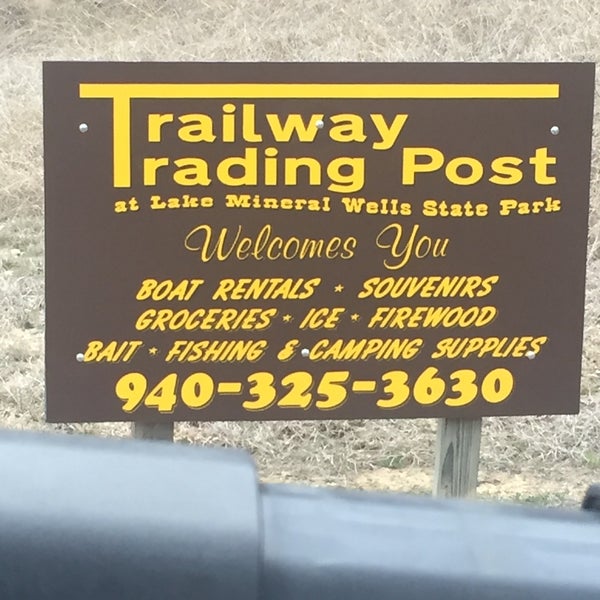 Trailway
Trading Post
at Lake Mineral Wells State Park
Welcomes You
BOAT RENTALS * SOUVENIRS
GROCERIES * ICE * FIREWOOD
BAIT * FISHING & CAMPING SUPPLIES
940-325-3630